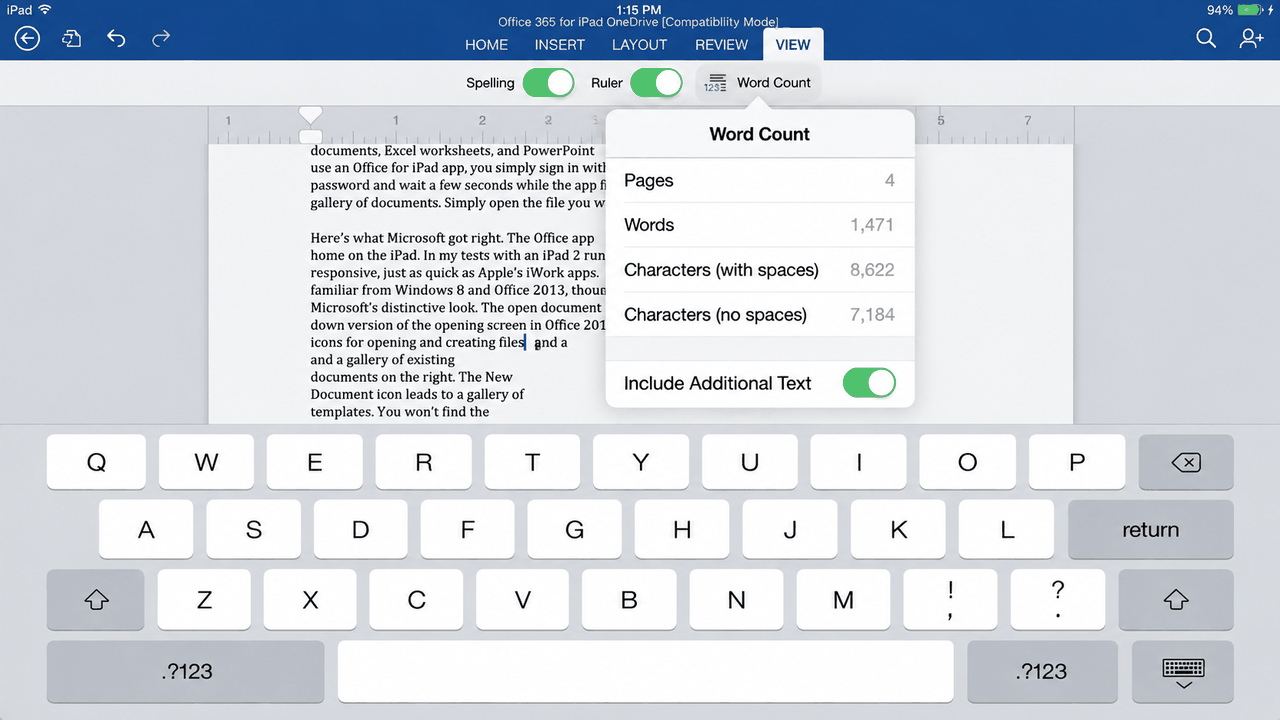 iPad 1:15 PM 94%
Office 365 for iPad OneDrive [Compatibility Mode]
HOME INSERT LAYOUT REVIEW VIEW
Spelling Ruler 123 Word Count
1 1 2 2 3 5 7
Word Count
Pages 4
Words 1,471
Characters (with spaces) 8,622
Characters (no spaces) 7,184
Include Additional Text
documents, Excel worksheets, and PowerPoint
use an Office for iPad app, you simply sign in with
password and wait a few seconds while the app fi
gallery of documents. Simply open the file you w
Here's what Microsoft got right. The Office app
home on the iPad. In my tests with an iPad 2 run
responsive, just as quick as Apple's iWork apps.
familiar from Windows 8 and Office 2013, thoun
Microsoft's distinctive look. The open document
down version of the opening screen in Office 201
icons for opening and creating files and a
and a gallery of existing
documents on the right. The New
Document icon leads to a gallery of
templates. You won't find the
Q W E R T Y U I O P
A S D F G H J K L return
Z X C V B N M ! , ? .
.?123 .?123